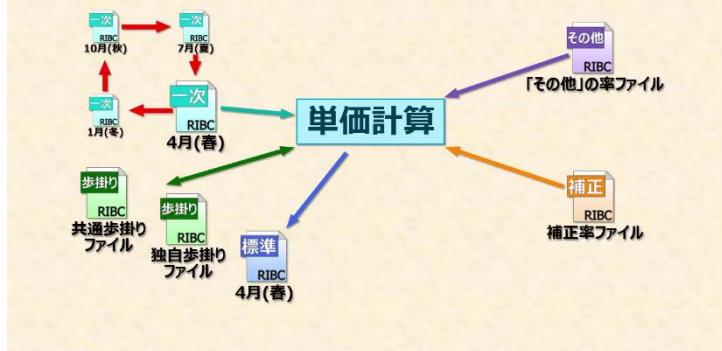 一次
RIBC
10月(秋)
一次
RIBC
7月(夏)
一次
RIBC
1月(冬)
一次
RIBC
4月(春)
単価計算
その他
RIBC
「その他」の率ファイル
歩掛り
RIBC
共通歩掛り
ファイル
歩掛り
RIBC
独自歩掛り
ファイル
標準
RIBC
4月(春)
補正
RIBC
補正率ファイル